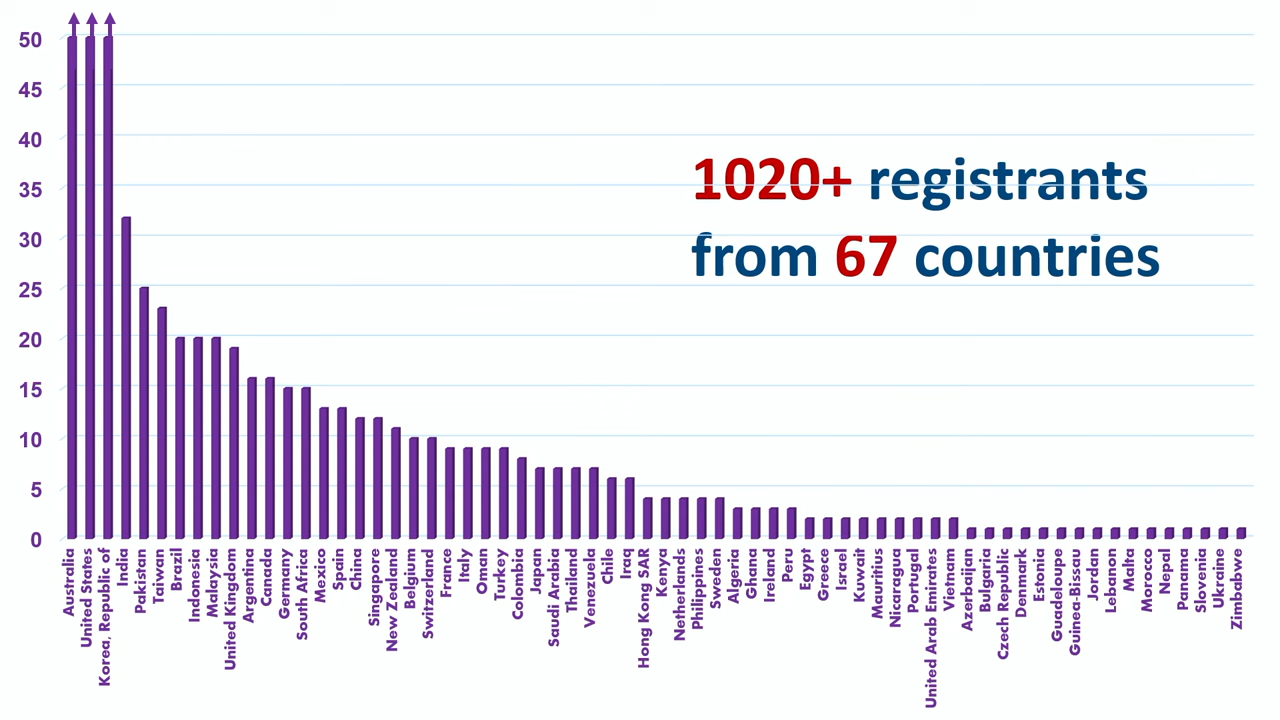 50
45
40
35
30
25
20
15
10
5
0
1020+ registrants
from 67 countries
Australia
United States
Korea, Republic of
India
Pakistan
Taiwan
Brazil
Indonesia
Malaysia
United Kingdom
Argentina
Canada
Germany
South Africa
Mexico
Spain
China
Singapore
New Zealand
Belgium
Switzerland
France
Italy
Oman
Turkey
Colombia
Japan
Saudi Arabia
Thailand
Venezuela
Chile
Iraq
Hong Kong SAR
Kenya
Netherlands
Philippines
Sweden
Algeria
Ghana
Ireland
Peru
Egypt
Greece
Israel
Kuwait
Mauritius
Nicaragua
Portugal
United Arab Emirates
Vietnam
Azerbaijan
Bulgaria
Czech Republic
Denmark
Estonia
Guadeloupe
Guinea-Bissau
Jordan
Lebanon
Malta
Morocco
Nepal
Panama
Slovenia
Ukraine
Zimbabwe